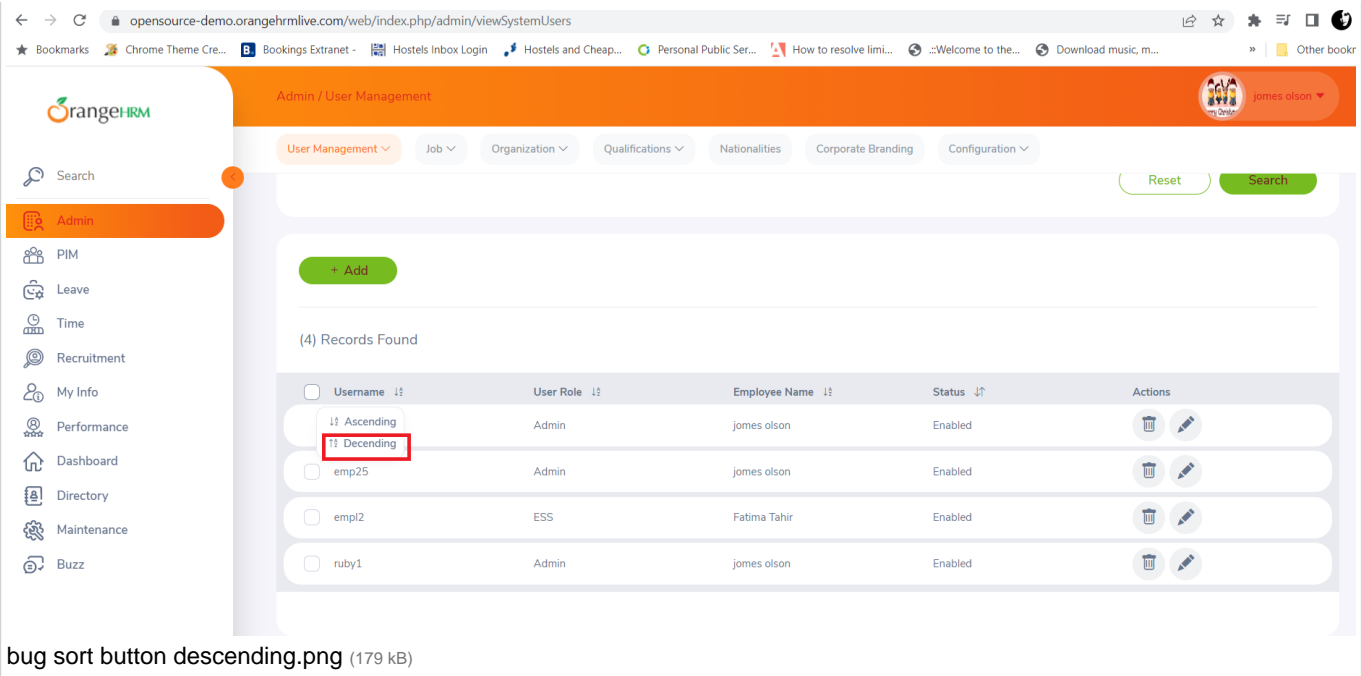 opensource-demo.orangehrmlive.com/web/index.php/admin/viewSystemUsers
Bookmarks Chrome Theme Cre... B. Bookings Extranet - Hostels Inbox Login Hostels and Cheap... Personal Public Ser... How to resolve limi... .::Welcome to the... Download music, m... » Other bookr
OrangeHRM
Admin / User Management
jomes olson
User Management Job Organization Qualifications Nationalities Corporate Branding Configuration
Search
Reset Search
Admin
PIM
Leave
Time
Recruitment
My Info
Performance
Dashboard
Directory
Maintenance
Buzz
+ Add
(4) Records Found
Username User Role Employee Name Status Actions
Ascending
Decending
Admin jomes olson Enabled
emp25 Admin jomes olson Enabled
empl2 ESS Fatima Tahir Enabled
ruby1 Admin jomes olson Enabled
bug sort button descending.png (179 kB)